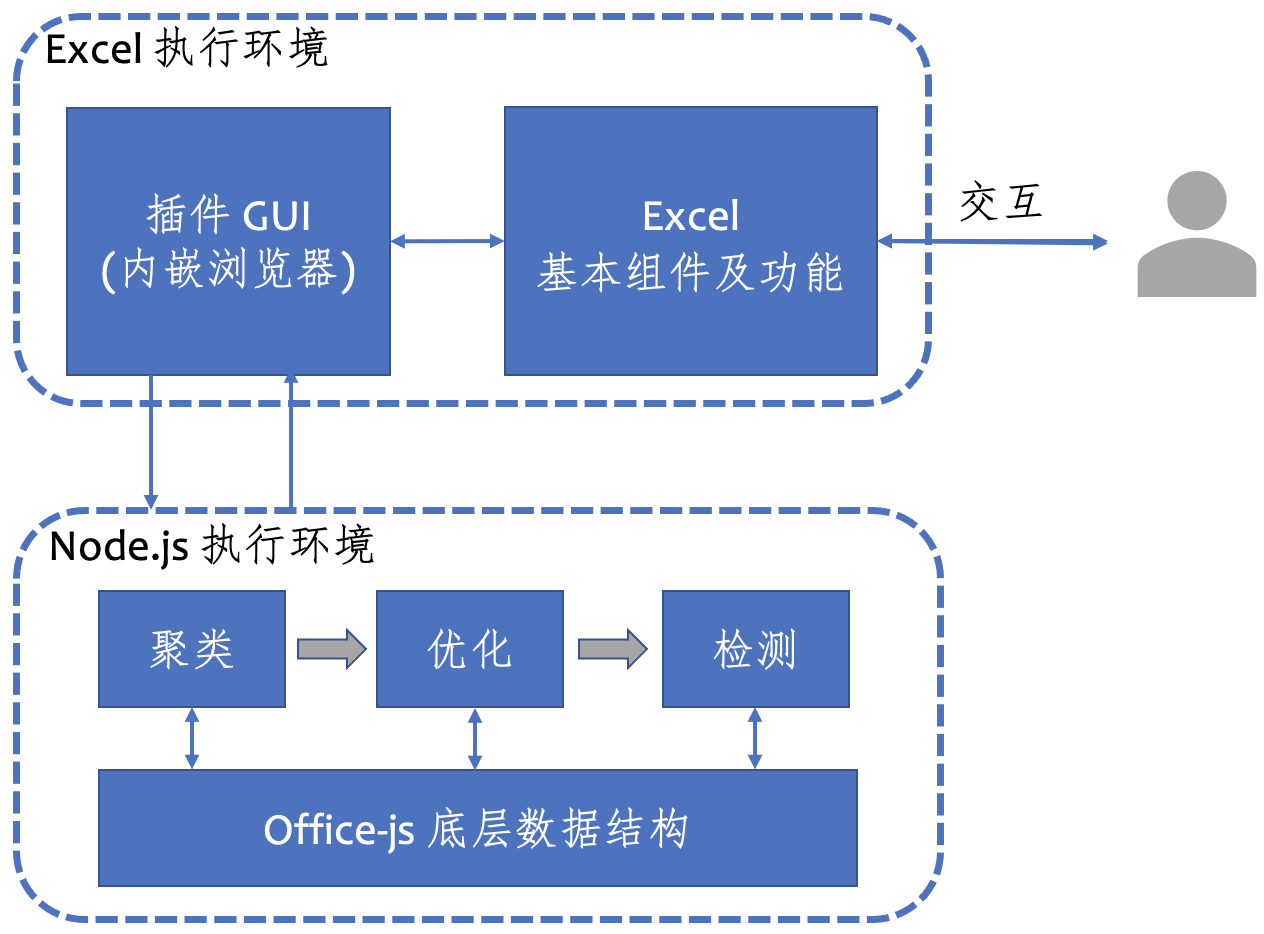 Excel 执行环境
插件 GUI
(内嵌浏览器)
Excel
基本组件及功能
交互
Node.js 执行环境
聚类
优化
检测
Office-js 底层数据结构